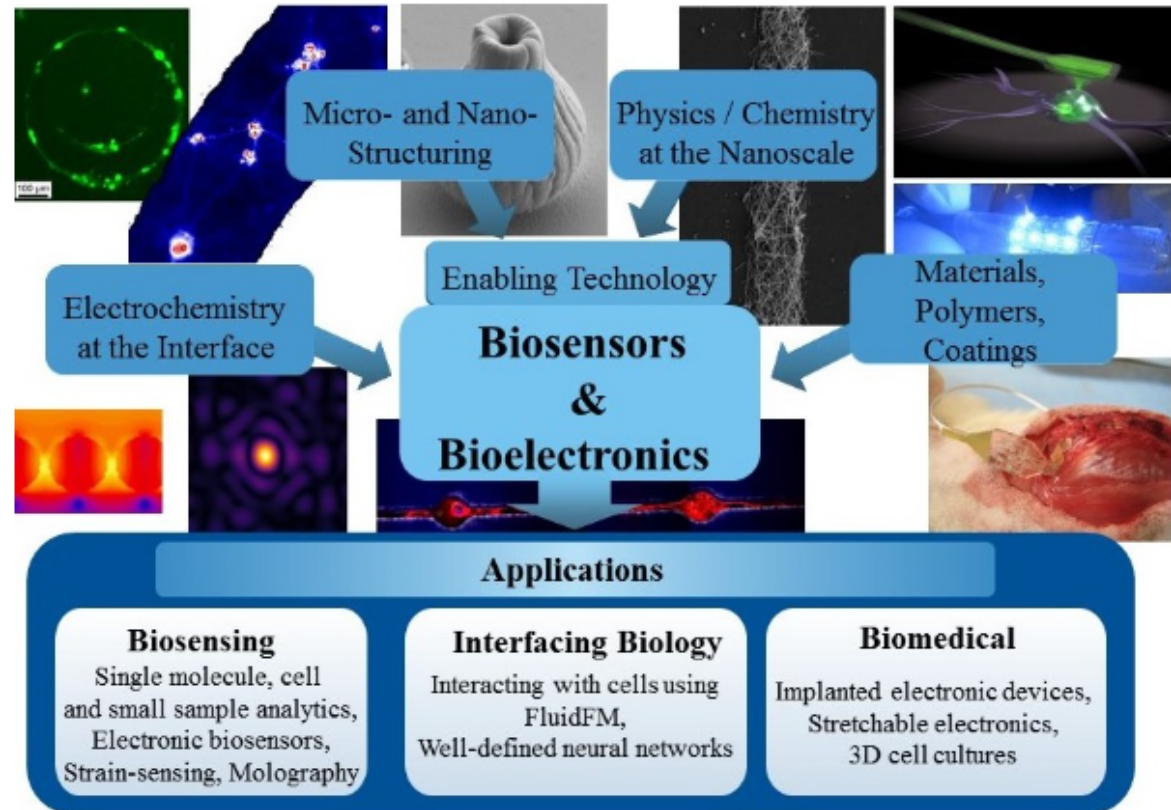 100 µm
Micro- and Nano-
Structuring
Physics / Chemistry
at the Nanoscale
Electrochemistry
at the Interface
Enabling Technology
Materials,
Polymers,
Coatings
Biosensors
&
Bioelectronics
Applications
Biosensing
Single molecule, cell
and small sample analytics,
Electronic biosensors,
Strain-sensing, Molography
Interfacing Biology
Interacting with cells using
FluidFM,
Well-defined neural networks
Biomedical
Implanted electronic devices,
Stretchable electronics,
3D cell cultures